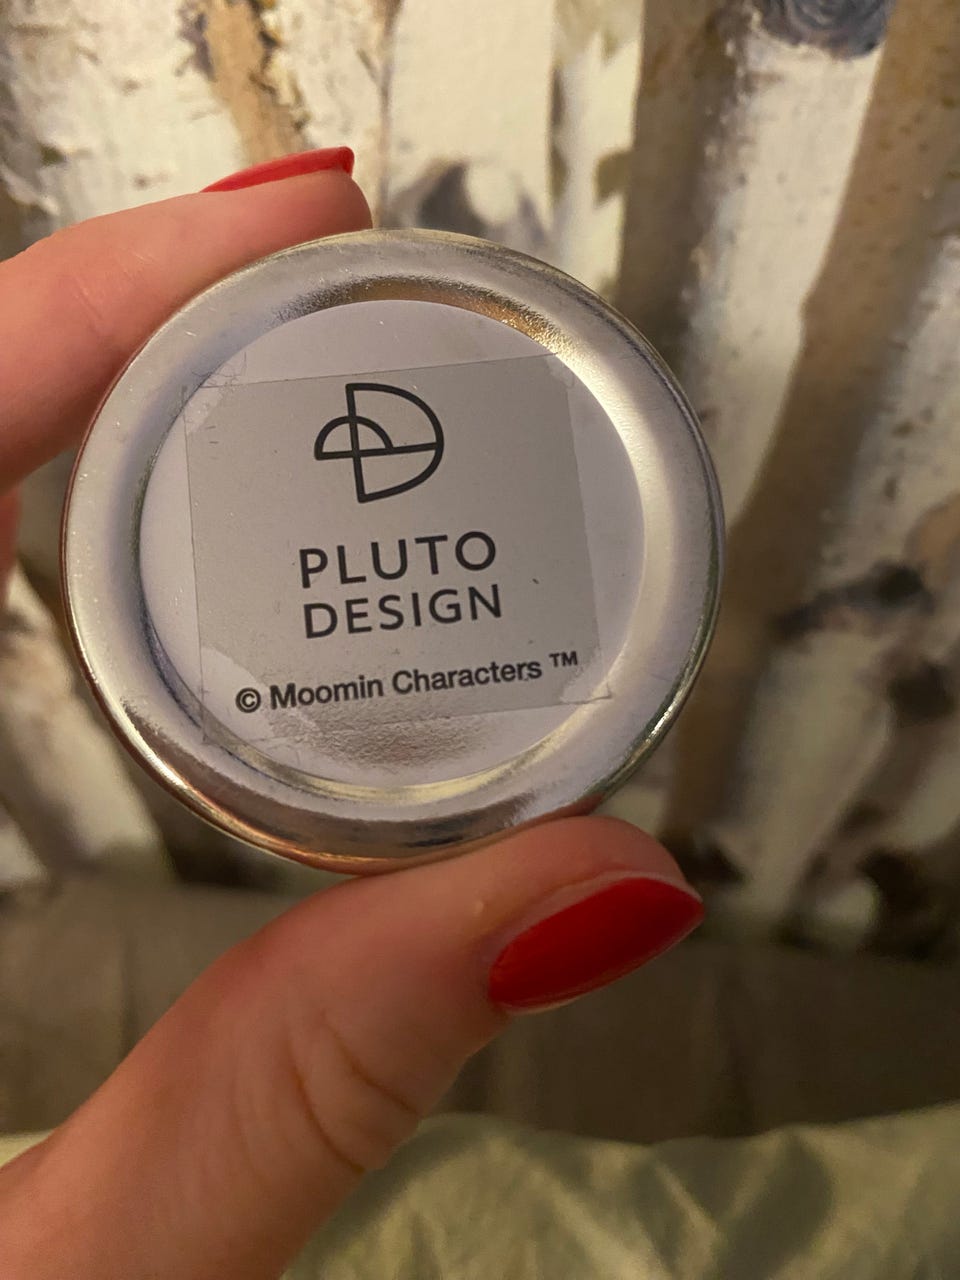 PLUTO
DESIGN
© Moomin Characters ™